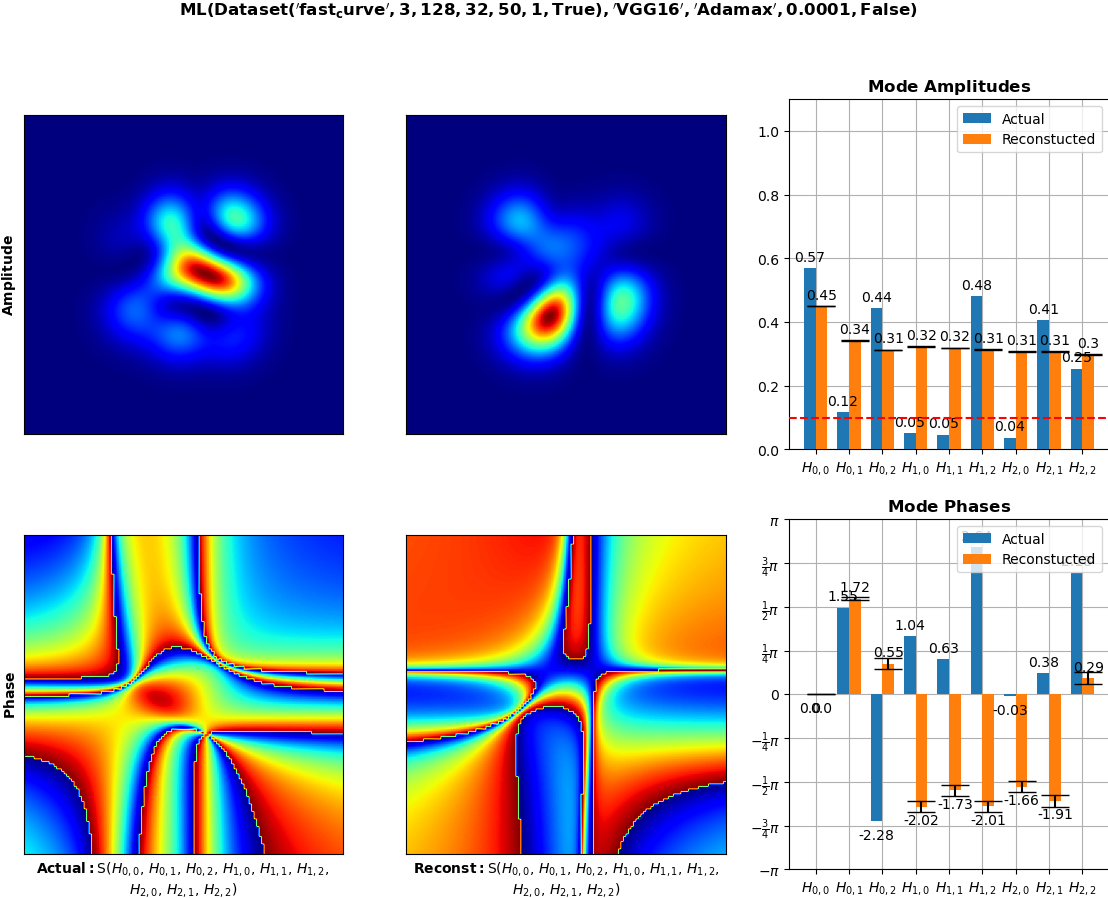 ML(Dataset('fast_curve', 3, 128, 32, 50, 1, True), 'VGG16', 'Adamax', 0.0001, False)
Amplitude
Mode Amplitudes
Actual
Reconstucted
1.0
0.8
0.6
0.4
0.2
0.0
0.57
0.45
0.12
0.34
0.44
0.31
0.05
0.32
0.05
0.32
0.48
0.31
0.04
0.31
0.41
0.31
0.25
0.3
H0,0 H0,1 H0,2 H1,0 H1,1 H1,2 H2,0 H2,1 H2,2
Phase
Mode Phases
Actual
Reconstucted
π
3/4π
1/2π
1/4π
0
−1/4π
−1/2π
−3/4π
−π
0.0
0.0
1.55
1.72
-2.28
0.55
1.04
-2.02
0.63
-1.73
-2.01
-0.03
-1.66
0.38
-1.91
0.29
H0,0 H0,1 H0,2 H1,0 H1,1 H1,2 H2,0 H2,1 H2,2
Actual: S(H0,0, H0,1, H0,2, H1,0, H1,1, H1,2,
H2,0, H2,1, H2,2)
Reconst: S(H0,0, H0,1, H0,2, H1,0, H1,1, H1,2,
H2,0, H2,1, H2,2)